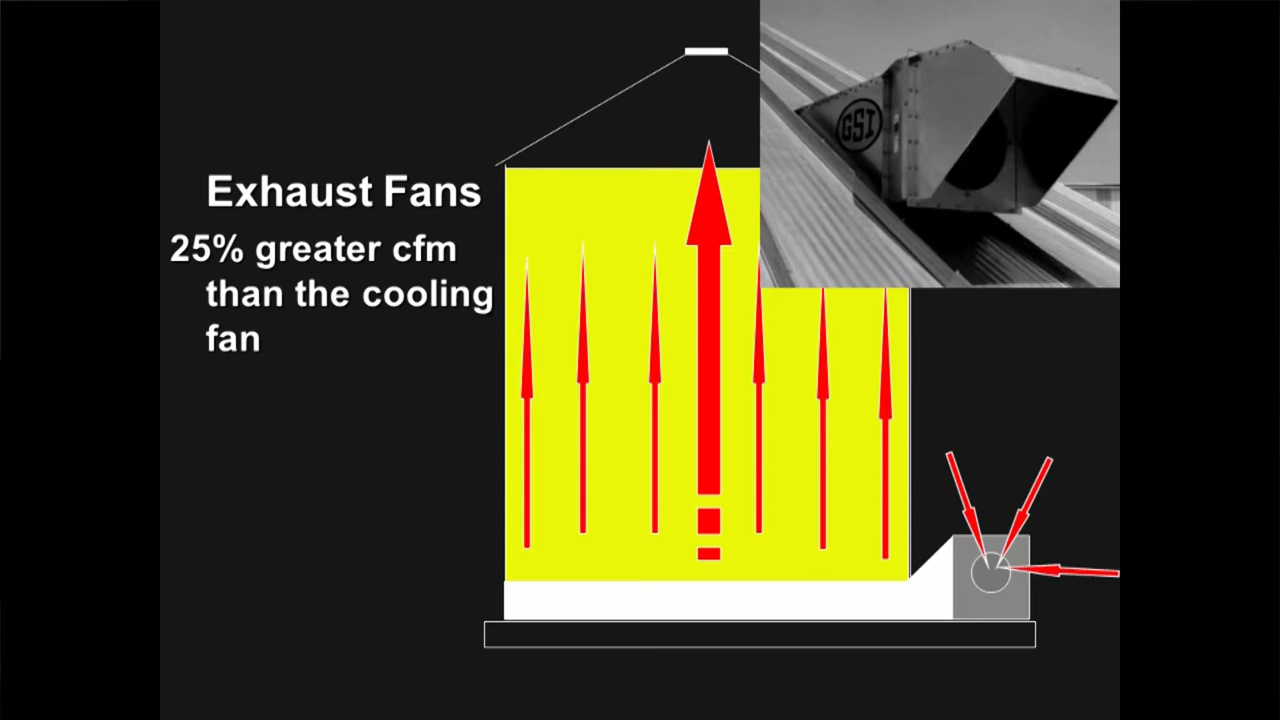 Exhaust Fans
25% greater cfm
than the cooling
fan
GSI